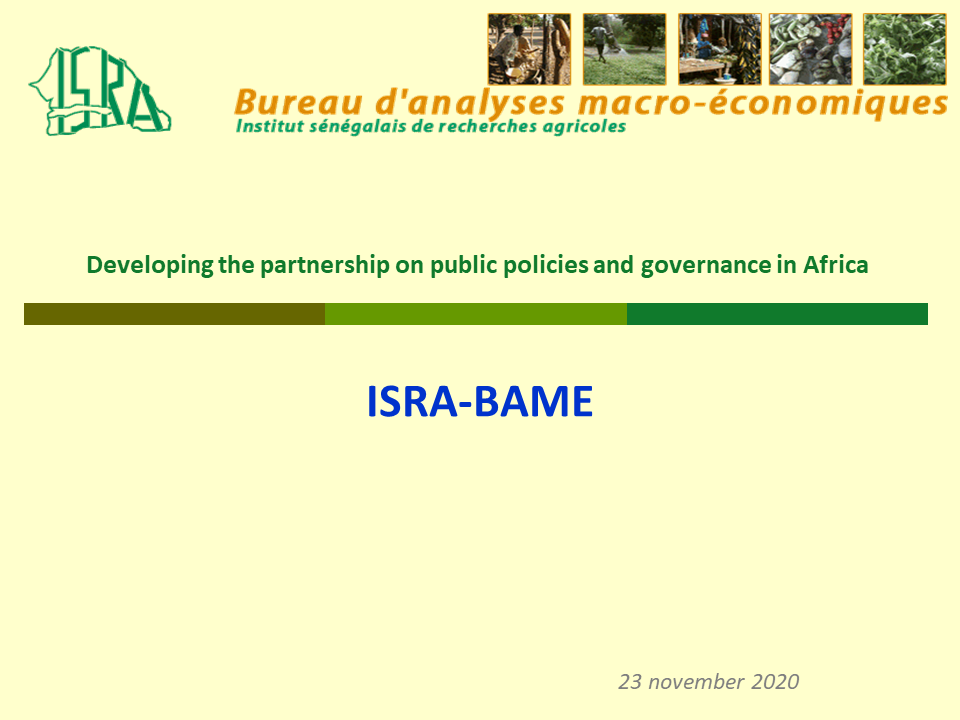 ISRA
Bureau d'analyses macro-économiques
Institut sénégalais de recherches agricoles
Developing the partnership on public policies and governance in Africa
ISRA-BAME
23 november 2020